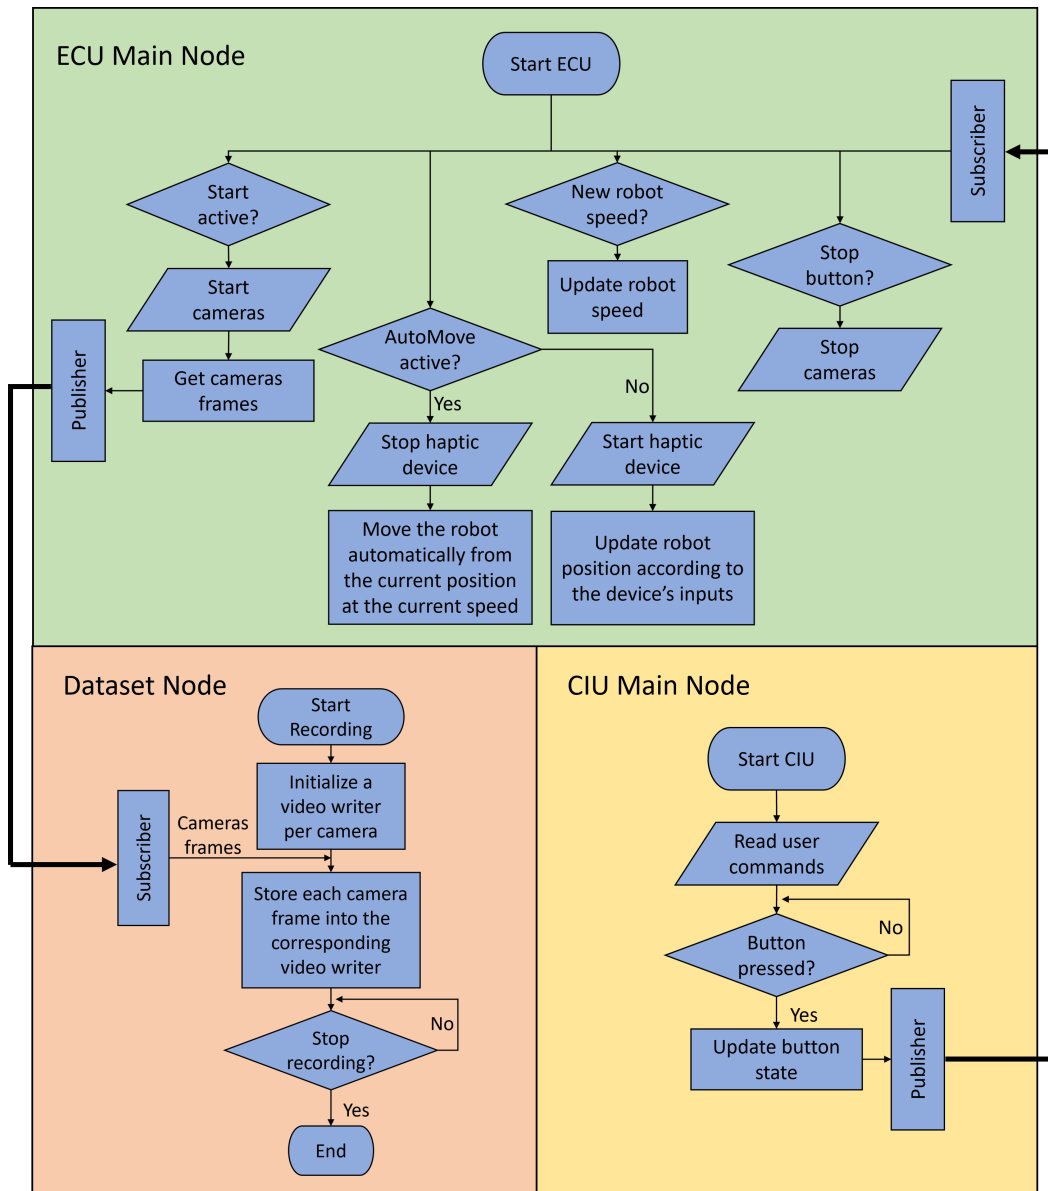 ECU Main Node
Start ECU
Subscriber
Start
active?
New robot
speed?
Stop
button?
Start
cameras
Update robot
speed
AutoMove
active?
Stop
cameras
Publisher
Get cameras
frames
Yes
No
Stop haptic
device
Start haptic
device
Move the robot
automatically from
the current position
at the current speed
Update robot
position according to
the device's inputs
Dataset Node
Start
Recording
Initialize a
video writer
per camera
Subscriber
Cameras
frames
Store each camera
frame into the
corresponding
video writer
No
Stop
recording?
Yes
End
CIU Main Node
Start CIU
Read user
commands
No
Button
pressed?
Yes
Update button
state
Publisher